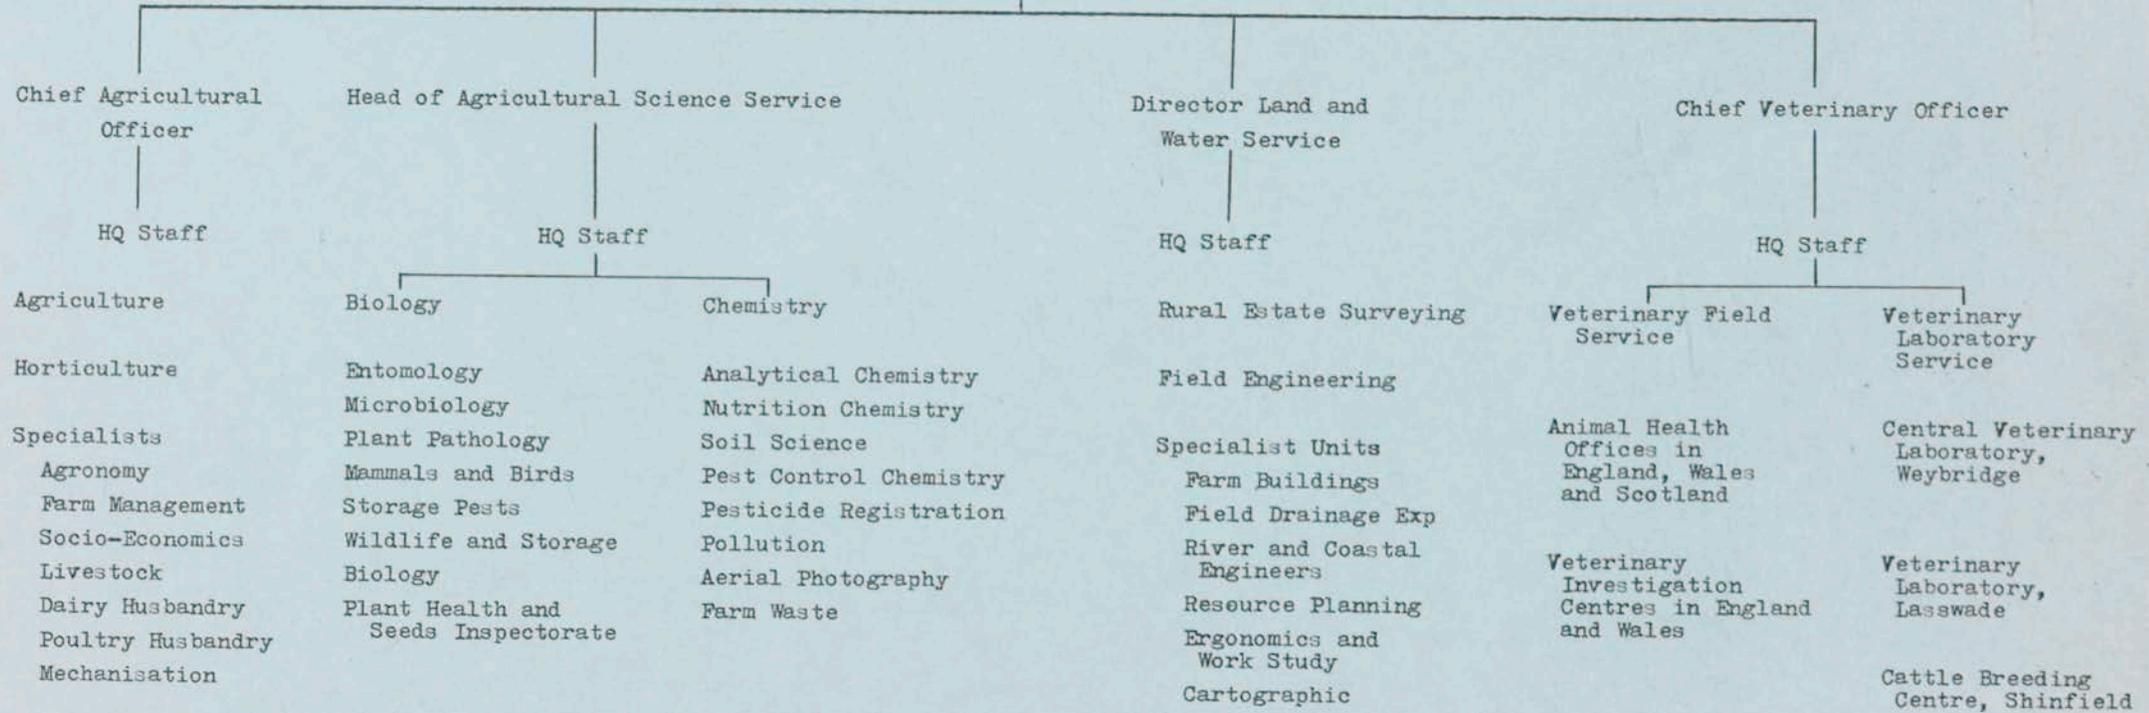 Chief Agricultural
Officer
HQ Staff
Agriculture
Horticulture
Specialists
Agronomy
Farm Management
Socio-Economics
Livestock
Dairy Husbandry
Poultry Husbandry
Mechanisation
Head of Agricultural Science Service
HQ Staff
Biology
Entomology
Microbiology
Plant Pathology
Mammals and Birds
Storage Pests
Wildlife and Storage
Biology
Plant Health and
Seeds Inspectorate
Chemistry
Analytical Chemistry
Nutrition Chemistry
Soil Science
Pest Control Chemistry
Pesticide Registration
Pollution
Aerial Photography
Farm Waste
Director Land and
Water Service
HQ Staff
Rural Estate Surveying
Field Engineering
Specialist Units
Farm Buildings
Field Drainage Exp
River and Coastal
Engineers
Resource Planning
Ergonomics and
Work Study
Cartographic
Chief Veterinary Officer
HQ Staff
Veterinary Field
Service
Animal Health
Offices in
England, Wales
and Scotland
Veterinary
Investigation
Centres in England
and Wales
Veterinary
Laboratory
Service
Central Veterinary
Laboratory,
Weybridge
Veterinary
Laboratory,
Lasswade
Cattle Breeding
Centre, Shinfield